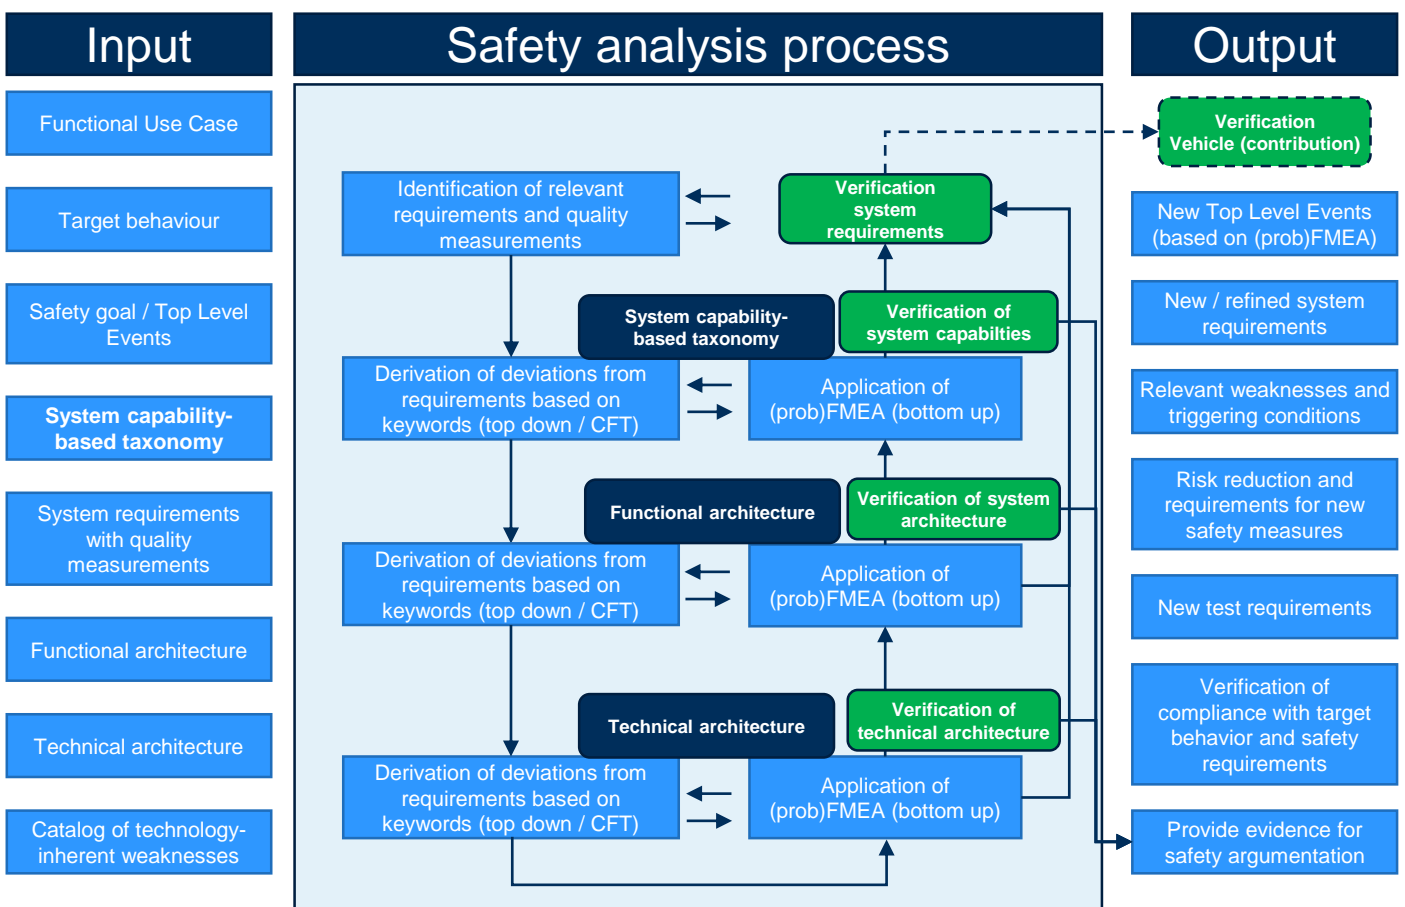 Input
Functional Use Case
Target behaviour
Safety goal / Top Level
Events
System capability-
based taxonomy
System requirements
with quality
measurements
Functional architecture
Technical architecture
Catalog of technology-
inherent weaknesses
Safety analysis process
Identification of relevant
requirements and quality
measurements
Verification
system
requirements
System capability-
based taxonomy
Verification of
system capabilties
Derivation of deviations from
requirements based on
keywords (top down / CFT)
Application of
(prob)FMEA (bottom up)
Functional architecture
Verification of system
architecture
Derivation of deviations from
requirements based on
keywords (top down / CFT)
Application of
(prob)FMEA (bottom up)
Technical architecture
Verification of
technical architecture
Derivation of deviations from
requirements based on
keywords (top down / CFT)
Application of
(prob)FMEA (bottom up)
Output
Verification
Vehicle (contribution)
New Top Level Events
(based on (prob)FMEA)
New / refined system
requirements
Relevant weaknesses and
triggering conditions
Risk reduction and
requirements for new
safety measures
New test requirements
Verification of
compliance with target
behavior and safety
requirements
Provide evidence for
safety argumentation